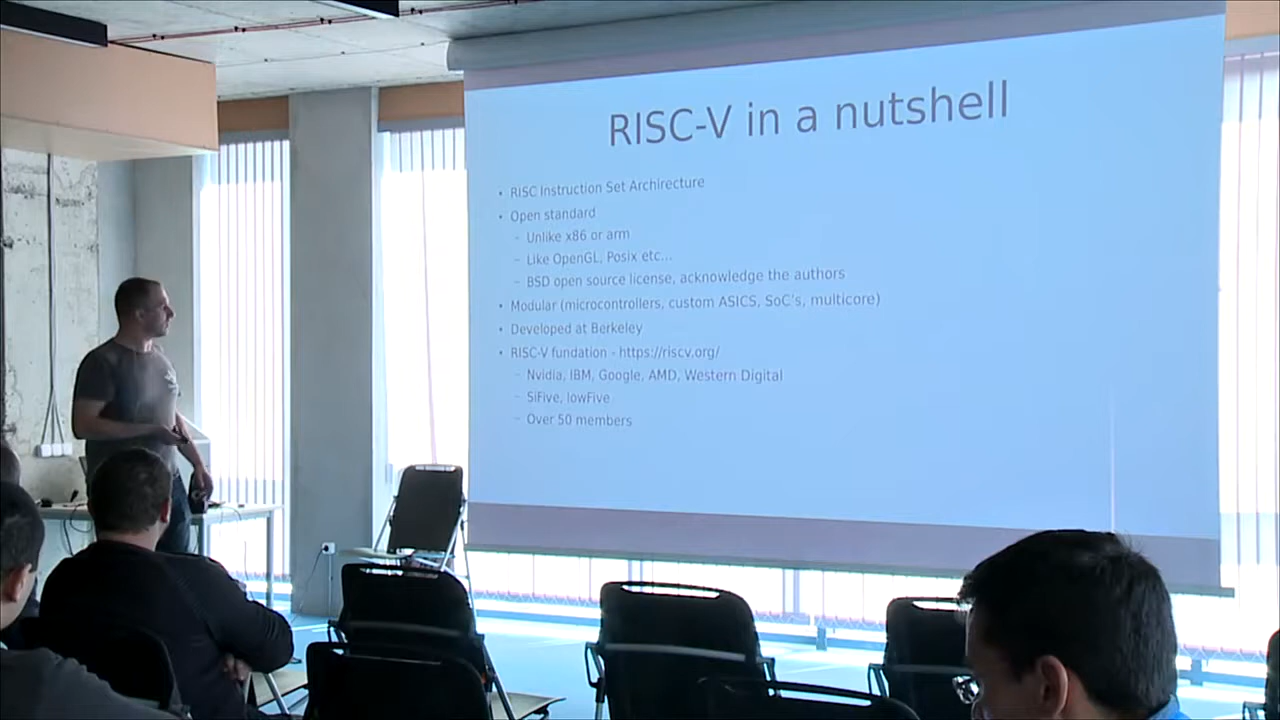 RISC-V in a nutshell
• RISC Instruction Set Archirecture
• Open standard
– Unlike x86 or arm
– Like OpenGL, Posix etc...
– BSD open source license, acknowledge the authors
• Modular (microcontrollers, custom ASICS, SoC's, multicore)
• Developed at Berkeley
• RISC-V fundation - https://riscv.org/
– Nvidia, IBM, Google, AMD, Western Digital
– SiFive, lowFive
– Over 50 members